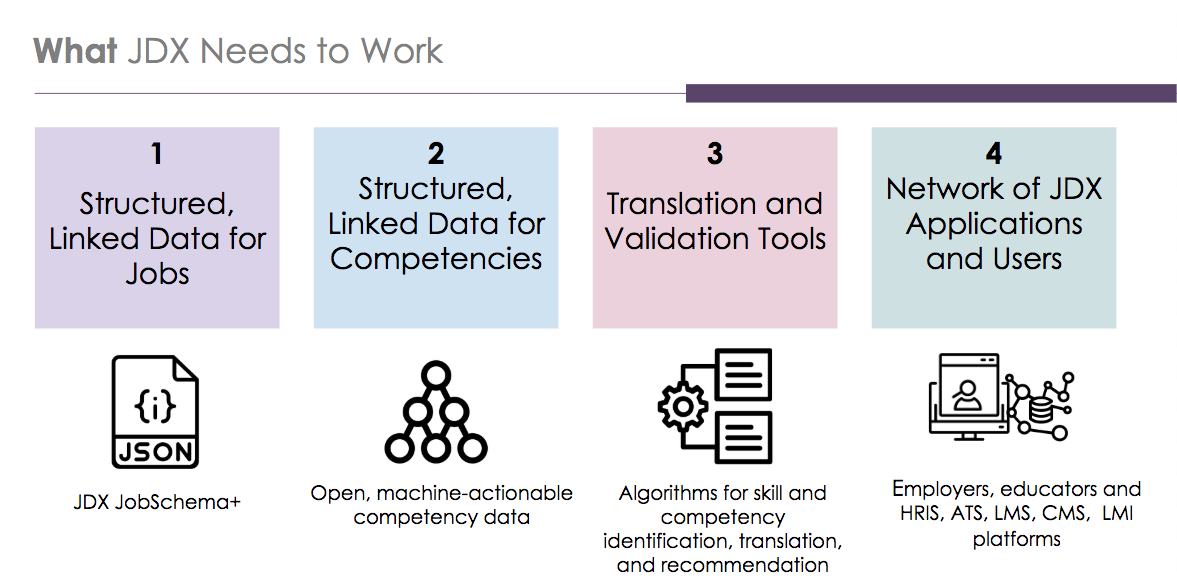 What JDX Needs to Work
1
Structured,
Linked Data for
Jobs
2
Structured,
Linked Data for
Competencies
3
Translation and
Validation Tools
4
Network of JDX
Applications
and Users
{i}
JSON
JDX JobSchema+
Open, machine-actionable
competency data
Algorithms for skill and
competency
identification, translation,
and recommendation
Employers, educators and
HRIS, ATS, LMS, CMS, LMI
platforms